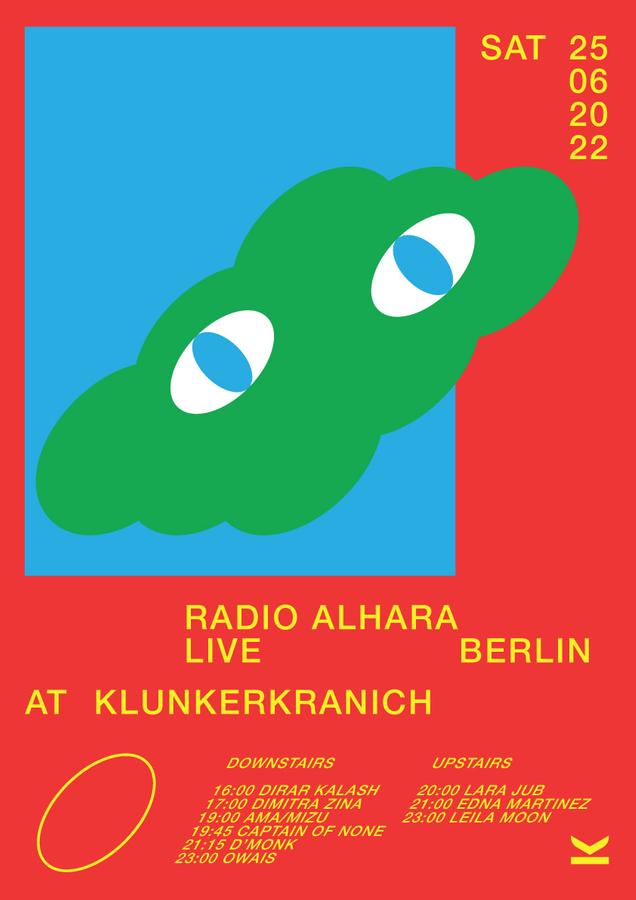 SAT 25
06
20
22
RADIO ALHARA
LIVE BERLIN
AT KLUNKERKRANICH
DOWNSTAIRS
16:00 DIRAR KALASH
17:00 DIMITRA ZINA
19:00 AMA/MIZU
19:45 CAPTAIN OF NONE
21:15 D'MONK
23:00 OWAIS
UPSTAIRS
20:00 LARA JUB
21:00 EDNA MARTINEZ
23:00 LEILA MOON
K